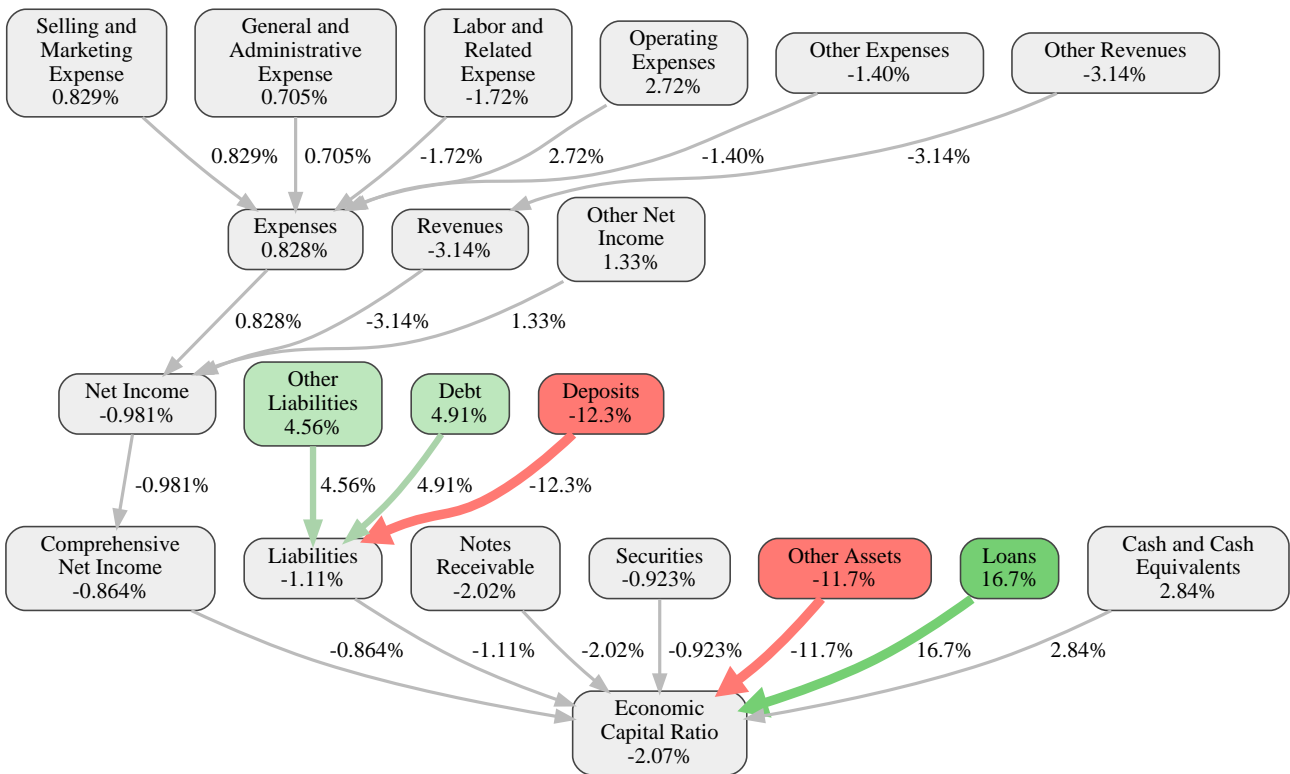 Selling and
Marketing
Expense
0.829%
General and
Administrative
Expense
0.705%
Labor and
Related
Expense
-1.72%
Operating
Expenses
2.72%
Other Expenses
-1.40%
Other Revenues
-3.14%
0.829%
0.705%
-1.72%
2.72%
-1.40%
-3.14%
Expenses
0.828%
Revenues
-3.14%
Other Net
Income
1.33%
0.828%
-3.14%
1.33%
Net Income
-0.981%
Other
Liabilities
4.56%
Debt
4.91%
Deposits
-12.3%
-0.981%
4.56%
4.91%
-12.3%
Comprehensive
Net Income
-0.864%
Liabilities
-1.11%
Notes
Receivable
-2.02%
Securities
-0.923%
Other Assets
-11.7%
Loans
16.7%
Cash and Cash
Equivalents
2.84%
-0.864%
-1.11%
-2.02%
-0.923%
-11.7%
16.7%
2.84%
Economic
Capital Ratio
-2.07%